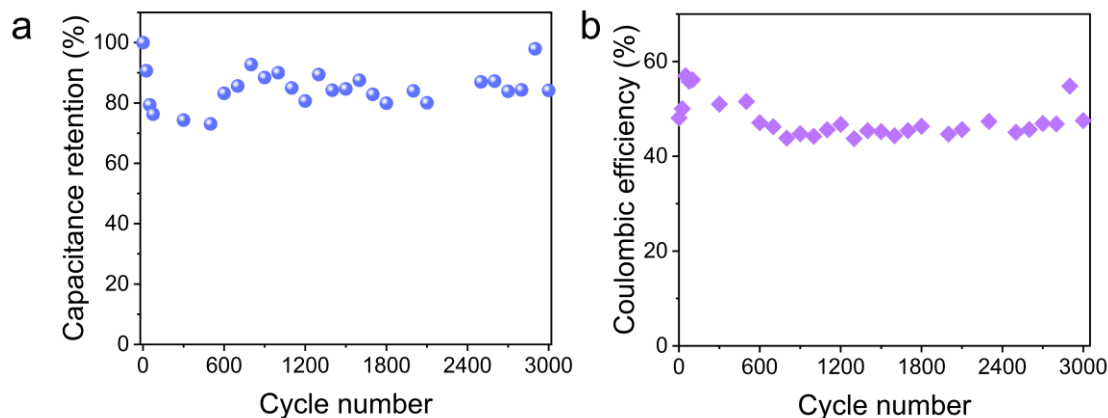 a
Capacitance retention (%)
100
80
60
40
20
0
0 600 1200 1800 2400 3000
Cycle number
b
Coulombic efficiency (%)
60
40
20
0
0 600 1200 1800 2400 3000
Cycle number